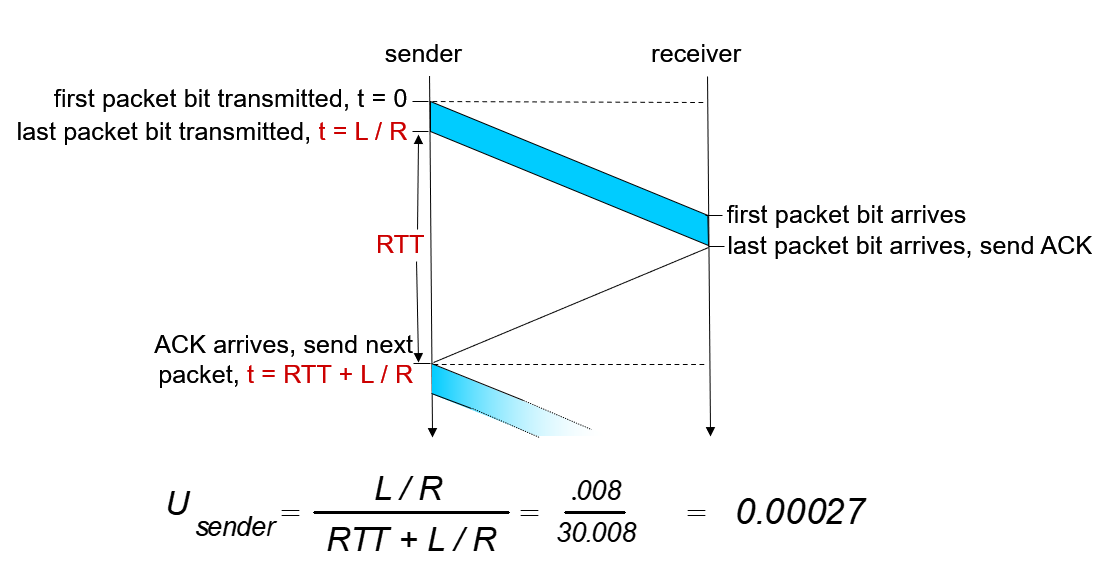 sender
receiver
first packet bit transmitted, t = 0
last packet bit transmitted, t = L / R
first packet bit arrives
RTT
last packet bit arrives, send ACK
ACK arrives, send next
packet, t = RTT + L / R
U sender = L / R / RTT + L / R = .008 / 30.008 = 0.00027